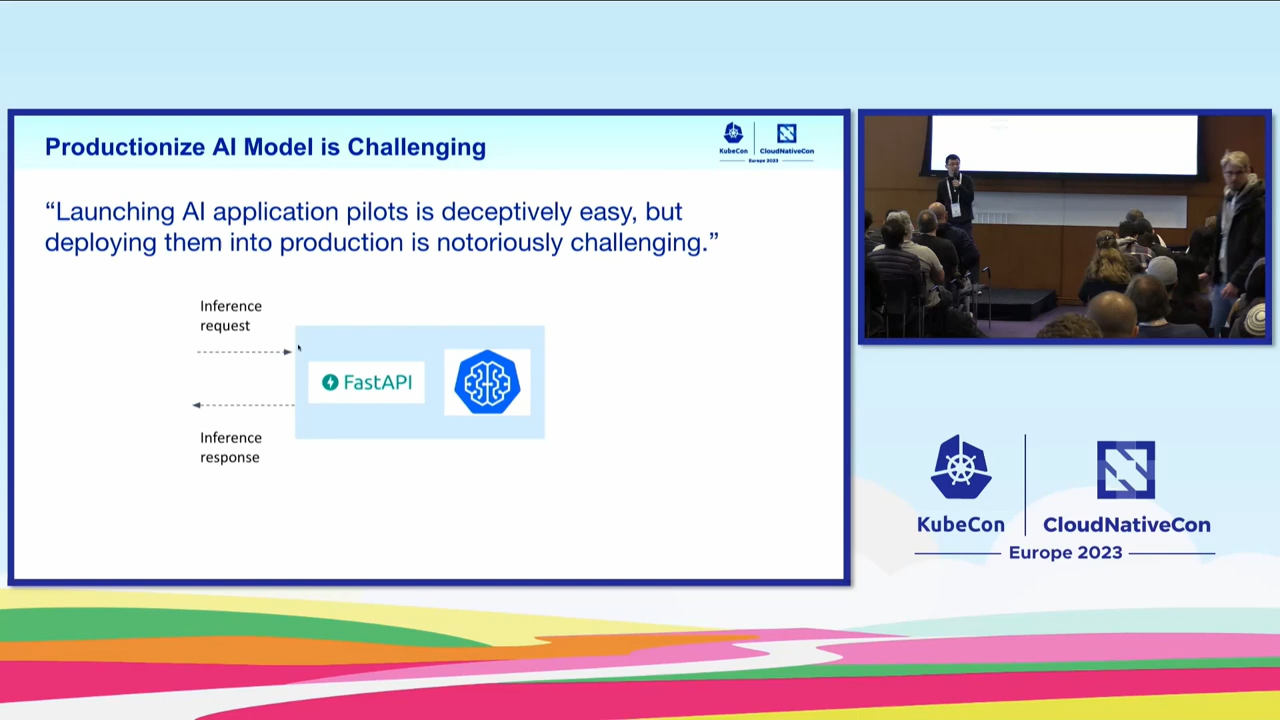 Productionize AI Model is Challenging
KubeCon
CloudNativeCon
Europe 2023
“Launching AI application pilots is deceptively easy, but
deploying them into production is notoriously challenging.”
Inference
request
FastAPI
Inference
response
KubeCon
CloudNativeCon
Europe 2023